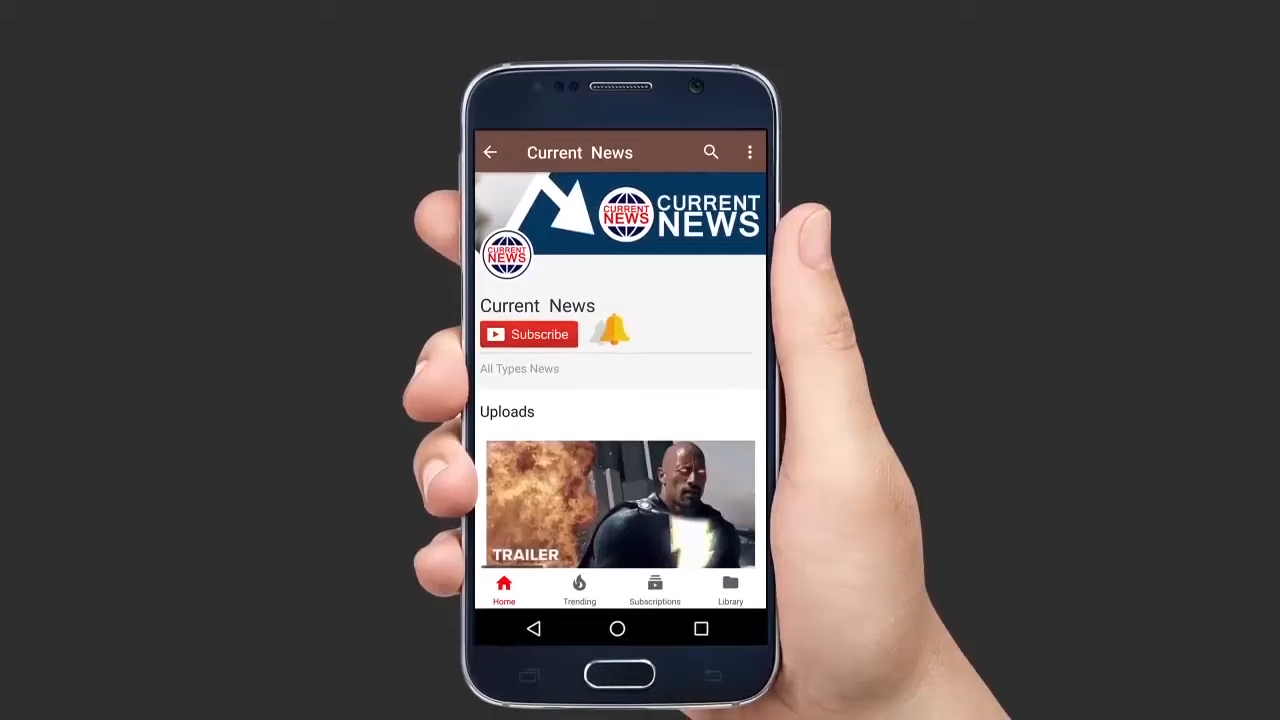 Current News
CURRENT
NEWS
CURRENT
NEWS
CURRENT
NEWS
Current News
Subscribe
All Types News
Uploads
TRAILER
Home
Trending
Subscriptions
Library